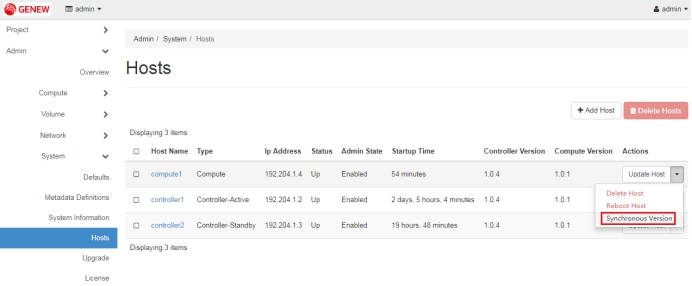 GENEW admin admin
Project
Admin
Admin / System / Hosts
Overview
Hosts
Compute
Volume
+ Add Host Delete Hosts
Network
Displaying 3 items
System
Host Name Type Ip Address Status Admin State Startup Time Controller Version Compute Version Actions
Defaults
compute1 Compute 192.204.1.4 Up Enabled 54 minutes 1.0.4 1.0.1 Update Host
Metadata Definitions
Delete Host
controller1 Controller-Active 192.204.1.2 Up Enabled 2 days, 5 hours, 4 minutes 1.0.4 1.0.1
Reboot Host
System Information
Synchronous Version
controller2 Controller-Standby 192.204.1.3 Up Enabled 19 hours, 48 minutes 1.0.4 1.0.1
Hosts
Displaying 3 items
Upgrade
License